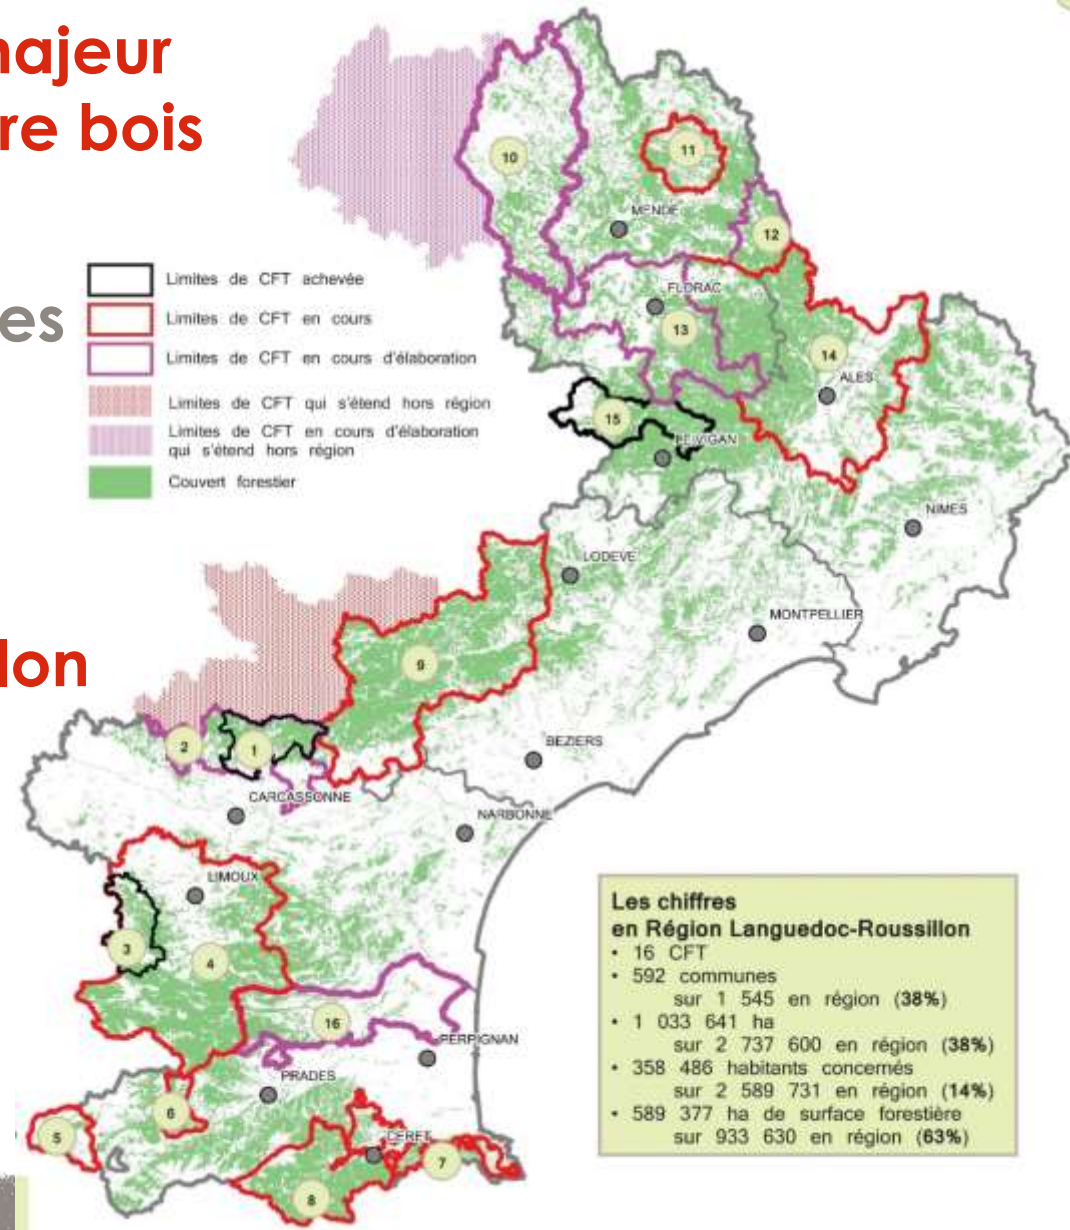 majeur
re bois
es
lon
Limites de CFT achevée
Limites de CFT en cours
Limites de CFT en cours d'élaboration
Limites de CFT qui s'étend hors région
Limites de CFT en cours d'élaboration
qui s'étend hors région
Couvert forestier
10
11
MENDE
12
FLORAC
13
14
ALES
15
LE VIGAN
NIMES
LODEVE
MONTPELLIER
9
2
1
BEZIERS
CARCASSONNE
NARBONNE
LIMOUX
3
4
16
PERPIGNAN
PRADES
6
5
CERET
7
8
Les chiffres
en Région Languedoc-Roussillon
• 16 CFT
• 592 communes
sur 1 545 en région (38%)
• 1 033 641 ha
sur 2 737 600 en région (38%)
• 358 486 habitants concernés
sur 2 589 731 en région (14%)
• 589 377 ha de surface forestière
sur 933 630 en région (63%)